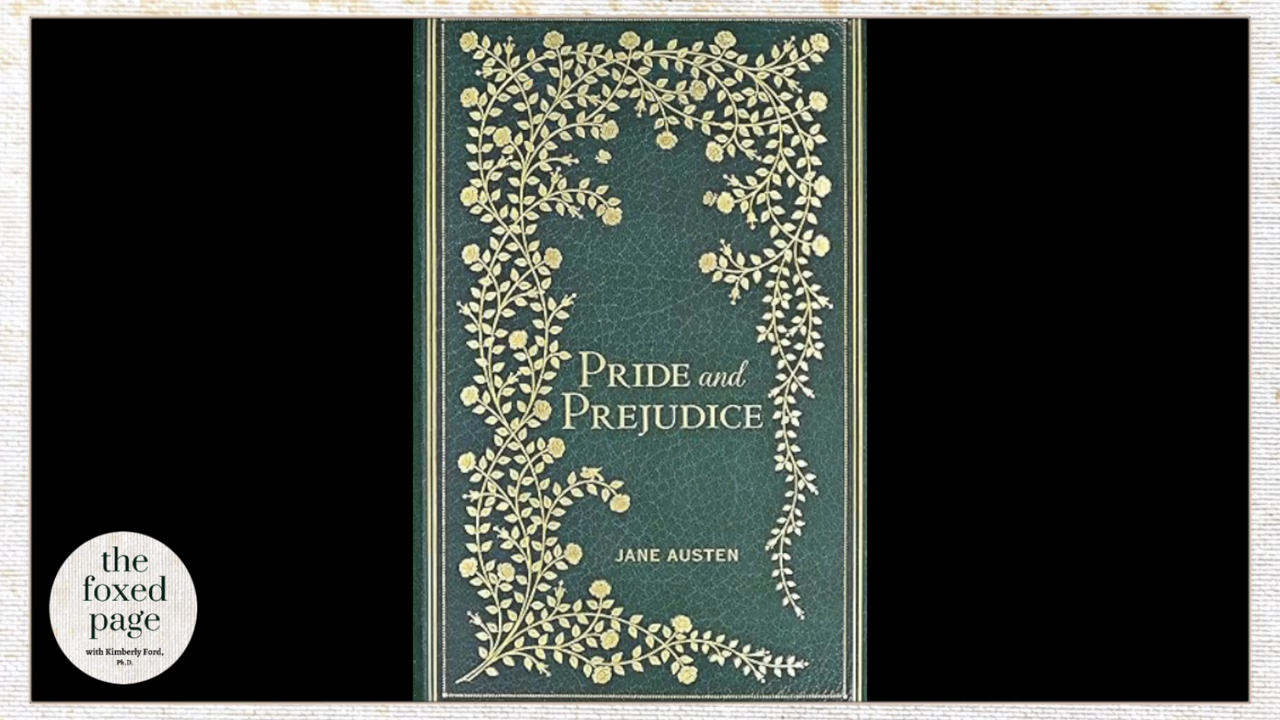 PRIDE and
PREJUDICE
JANE AUSTEN
the
foxed
page
with Kimberly Ford,
Ph.D.